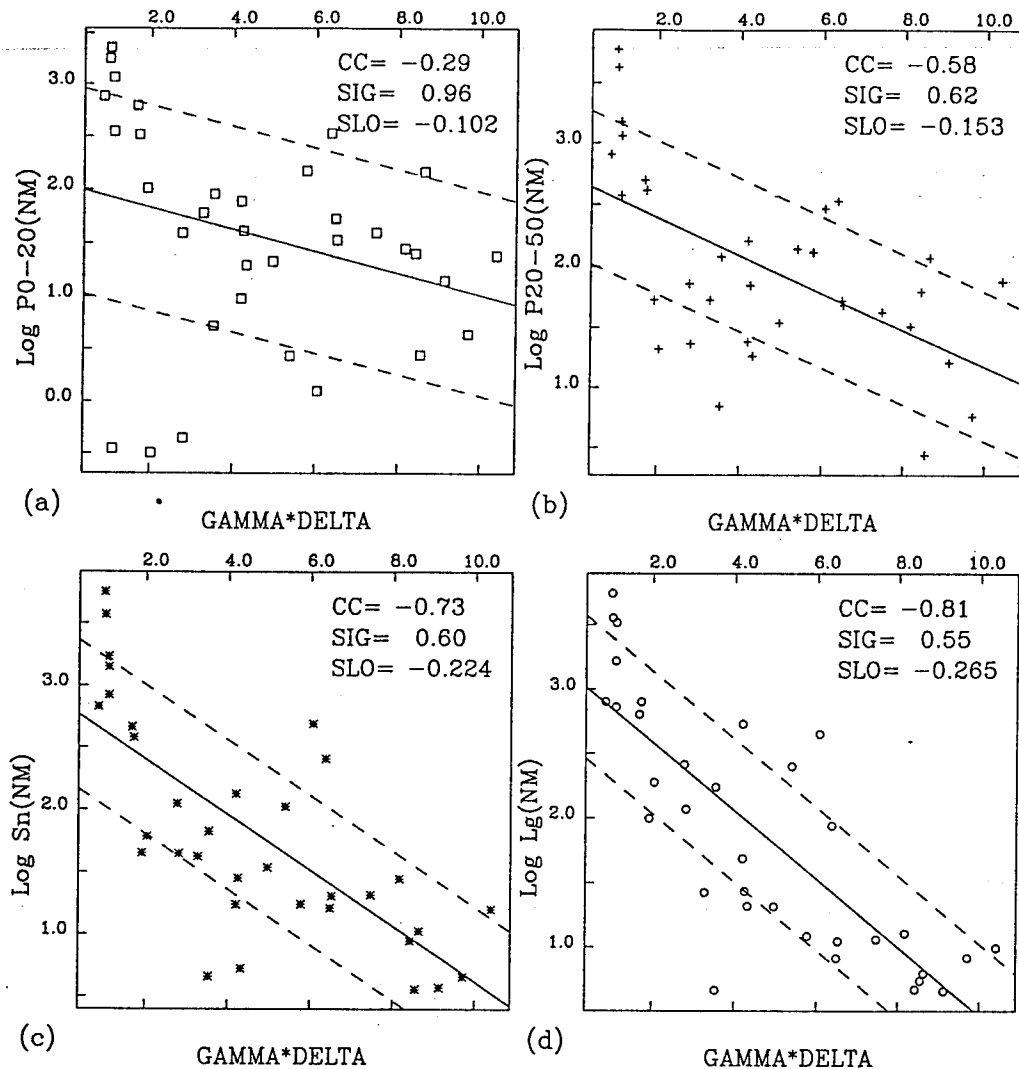 2.0 4.0 6.0 8.0 10.0
CC= −0.29
SIG= 0.96
SLO= −0.102
3.0
2.0
1.0
0.0
Log P0−20(NM)
(a)
GAMMA*DELTA
2.0 4.0 6.0 8.0 10.0
CC= −0.58
SIG= 0.62
SLO= −0.153
3.0
2.0
1.0
Log P20−50(NM)
(b)
GAMMA*DELTA
2.0 4.0 6.0 8.0 10.0
CC= −0.73
SIG= 0.60
SLO= −0.224
3.0
2.0
1.0
Log Sn(NM)
(c)
GAMMA*DELTA
2.0 4.0 6.0 8.0 10.0
CC= −0.81
SIG= 0.55
SLO= −0.265
3.0
2.0
1.0
Log Lg(NM)
(d)
GAMMA*DELTA